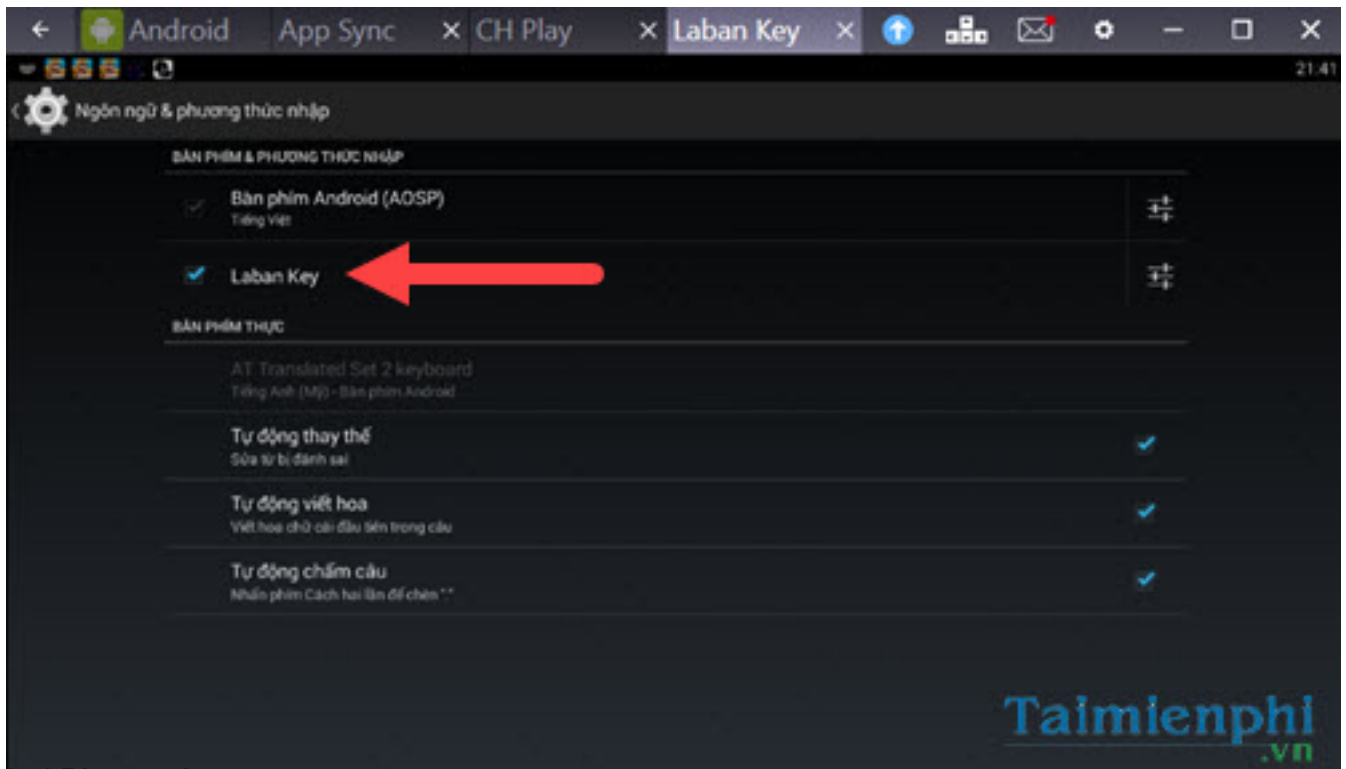 Android App Sync CH Play Laban Key
21:41
Ngôn ngữ & phương thức nhập
BÀN PHÍM & PHƯƠNG THỨC NHẬP
Bàn phím Android (AOSP)
Tiếng Việt
Laban Key
BÀN PHÍM THỰC
AT Translated Set 2 keyboard
Tiếng Anh (Mỹ) - Bàn phím Android
Tự động thay thế
Sửa từ bị đánh sai
Tự động viết hoa
Viết hoa chữ cái đầu tiên trong câu
Tự động chấm câu
Nhấn phím Cách hai lần để chèn "."
Taimienphi
.vn